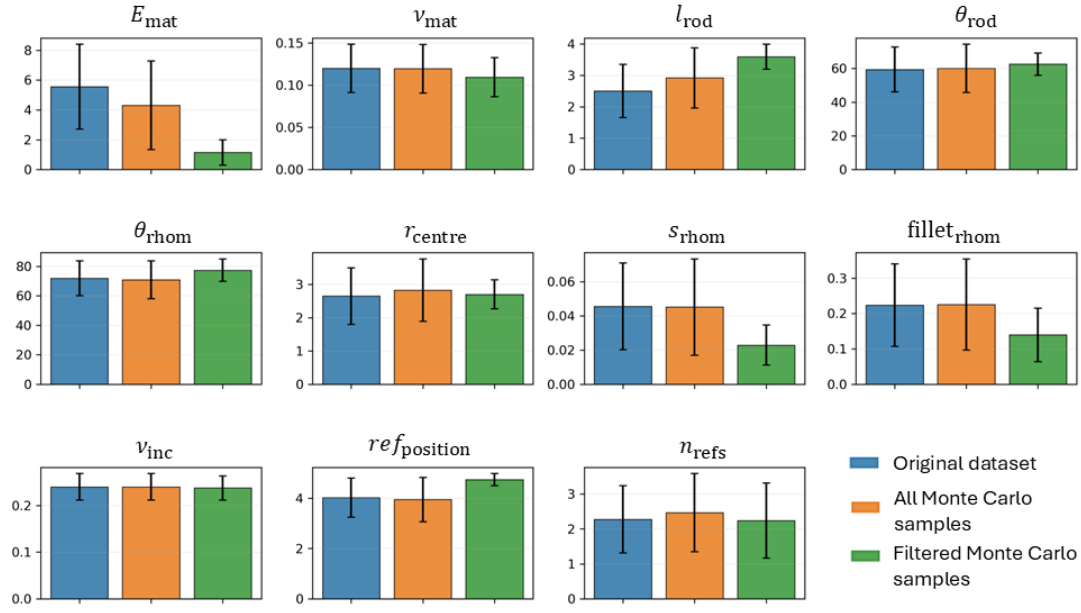 E_mat ν_mat l_rod θ_rod
8 0.15 4 60
6 0.10 3 40
4 0.05 2 20
2 0.00 1 0
0 0
θ_rhom r_centre s_rhom fillet_rhom
80 3 0.06 0.3
60 2 0.04 0.2
40 1 0.02 0.1
20 0 0.00 0.0
0
ν_inc ref_position n_refs
0.2 4 3
0.1 2 2
0.0 0 1
0
Original dataset
All Monte Carlo
samples
Filtered Monte Carlo
samples